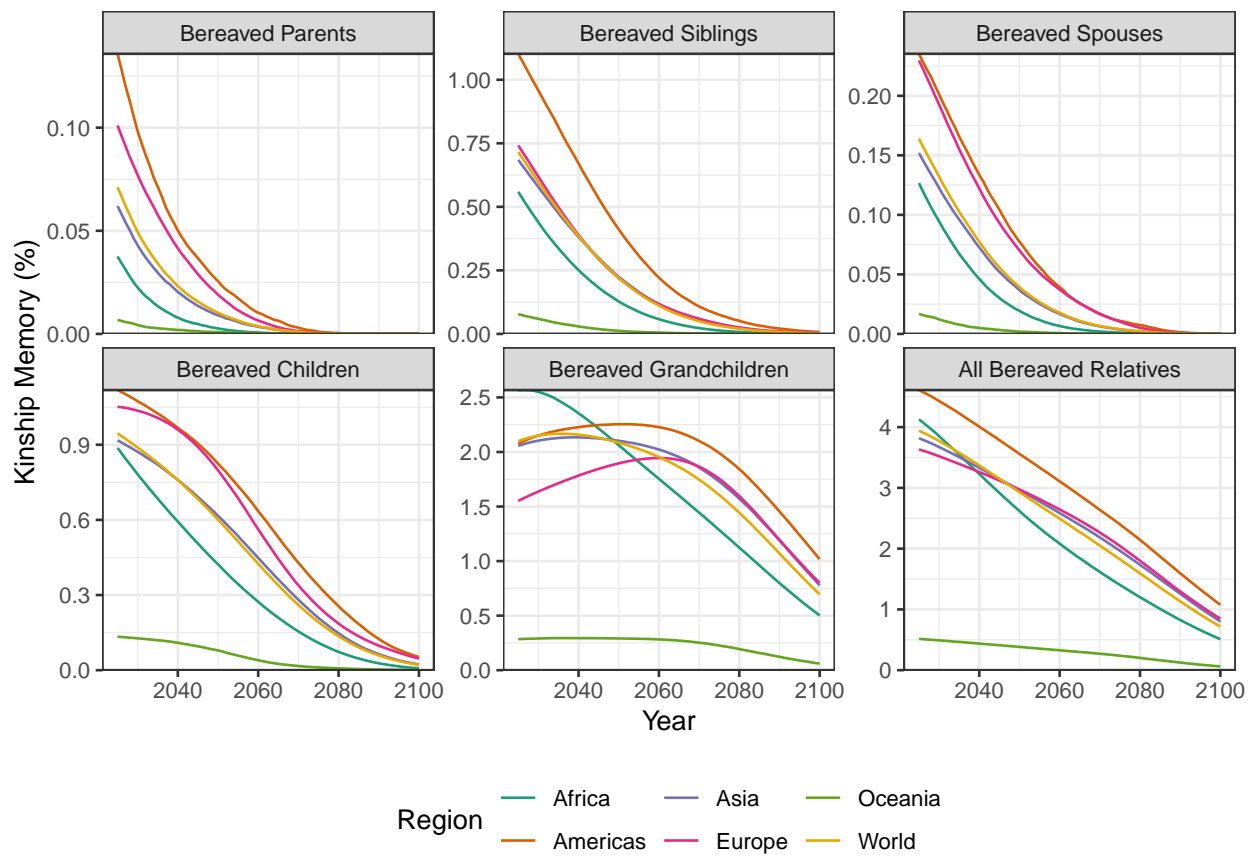 Bereaved Parents
Bereaved Siblings
Bereaved Spouses
0.10
0.05
0.00
1.00
0.75
0.50
0.25
0.00
0.20
0.15
0.10
0.05
0.00
Kinship Memory (%)
Bereaved Children
Bereaved Grandchildren
All Bereaved Relatives
0.9
0.6
0.3
0.0
2.5
2.0
1.5
1.0
0.5
0.0
4
3
2
1
0
2040 2060 2080 2100
2040 2060 2080 2100
2040 2060 2080 2100
Year
Region
Africa
Asia
Oceania
Americas
Europe
World